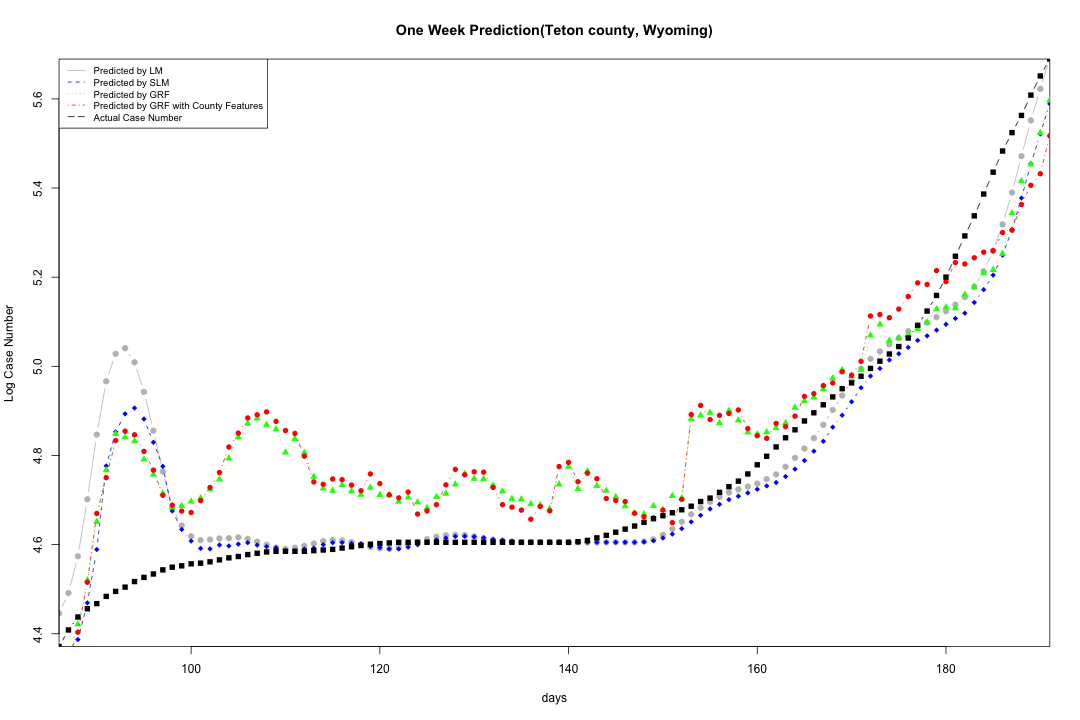 One Week Prediction(Teton county, Wyoming)
Predicted by LM
Predicted by SLM
Predicted by GRF
Predicted by GRF with County Features
Actual Case Number
5.6
5.4
5.2
5.0
4.8
4.6
4.4
Log Case Number
100 120 140 160 180
days